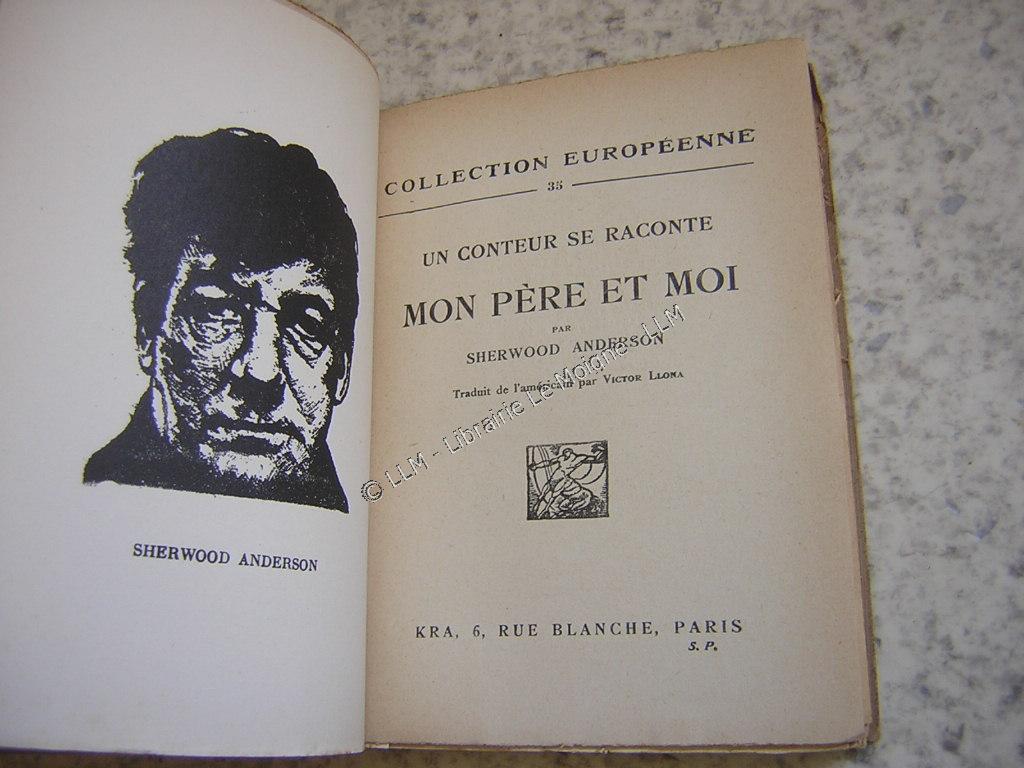 SHERWOOD ANDERSON
COLLECTION EUROPÉENNE
35
UN CONTEUR SE RACONTE
MON PÈRE ET MOI
PAR
SHERWOOD ANDERSON
Traduit de l'américain par VICTOR LLONA
KRA, 6, RUE BLANCHE, PARIS
S. P.
© LLM - Librairie Le Moigne - LLM